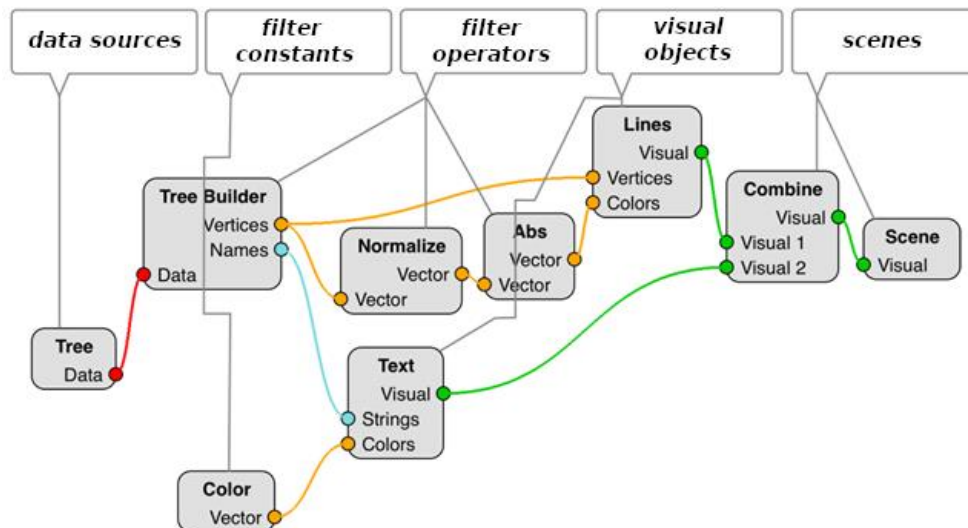 data sources
filter
constants
filter
operators
visual
objects
scenes
Lines
Visual
Vertices
Colors
Tree Builder
Vertices
Names
Data
Combine
Visual
Visual 1
Visual 2
Normalize
Vector
Vector
Abs
Vector
Vector
Scene
Visual
Tree
Data
Text
Visual
Strings
Colors
Color
Vector